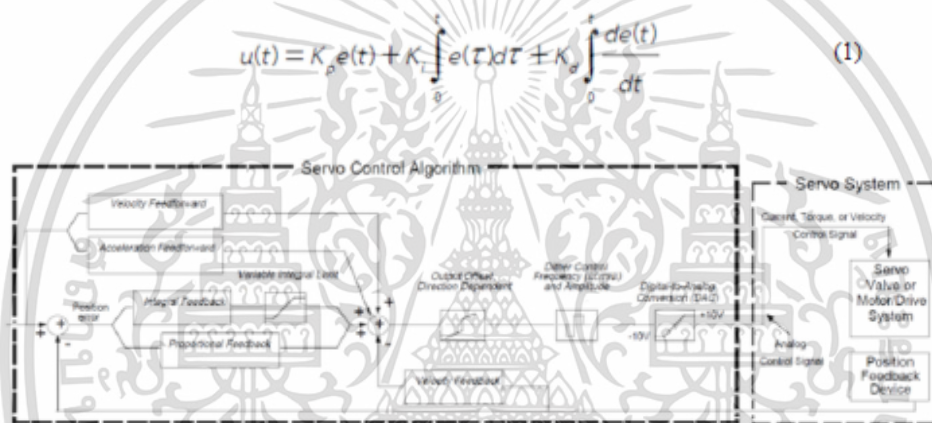 u(t) = K_p e(t) + K_i ∫_0^t e(τ)dτ + K_d ∫_0^t de(t)/dt (1)
Servo Control Algorithm
Servo System
Velocity Feedforward
Acceleration Feedforward
Variable Integral Limit
Position error
Integral Feedback
Proportional Feedback
Velocity Feedback
Output Offset, Direction Dependent
Dither Control Frequency and Amplitude
Digital-to-Analog Conversion
+10V
-10V
Current, Torque, or Velocity
Control Signal
Servo
Valve or
Motor/Drive
System
Analog
Control Signal
Position
Feedback
Device